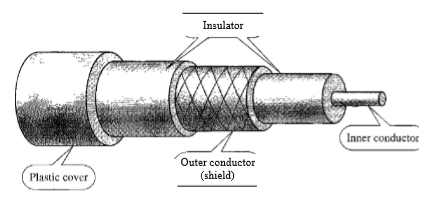 Insulator
Inner conductor
Outer conductor
(shield)
Plastic cover